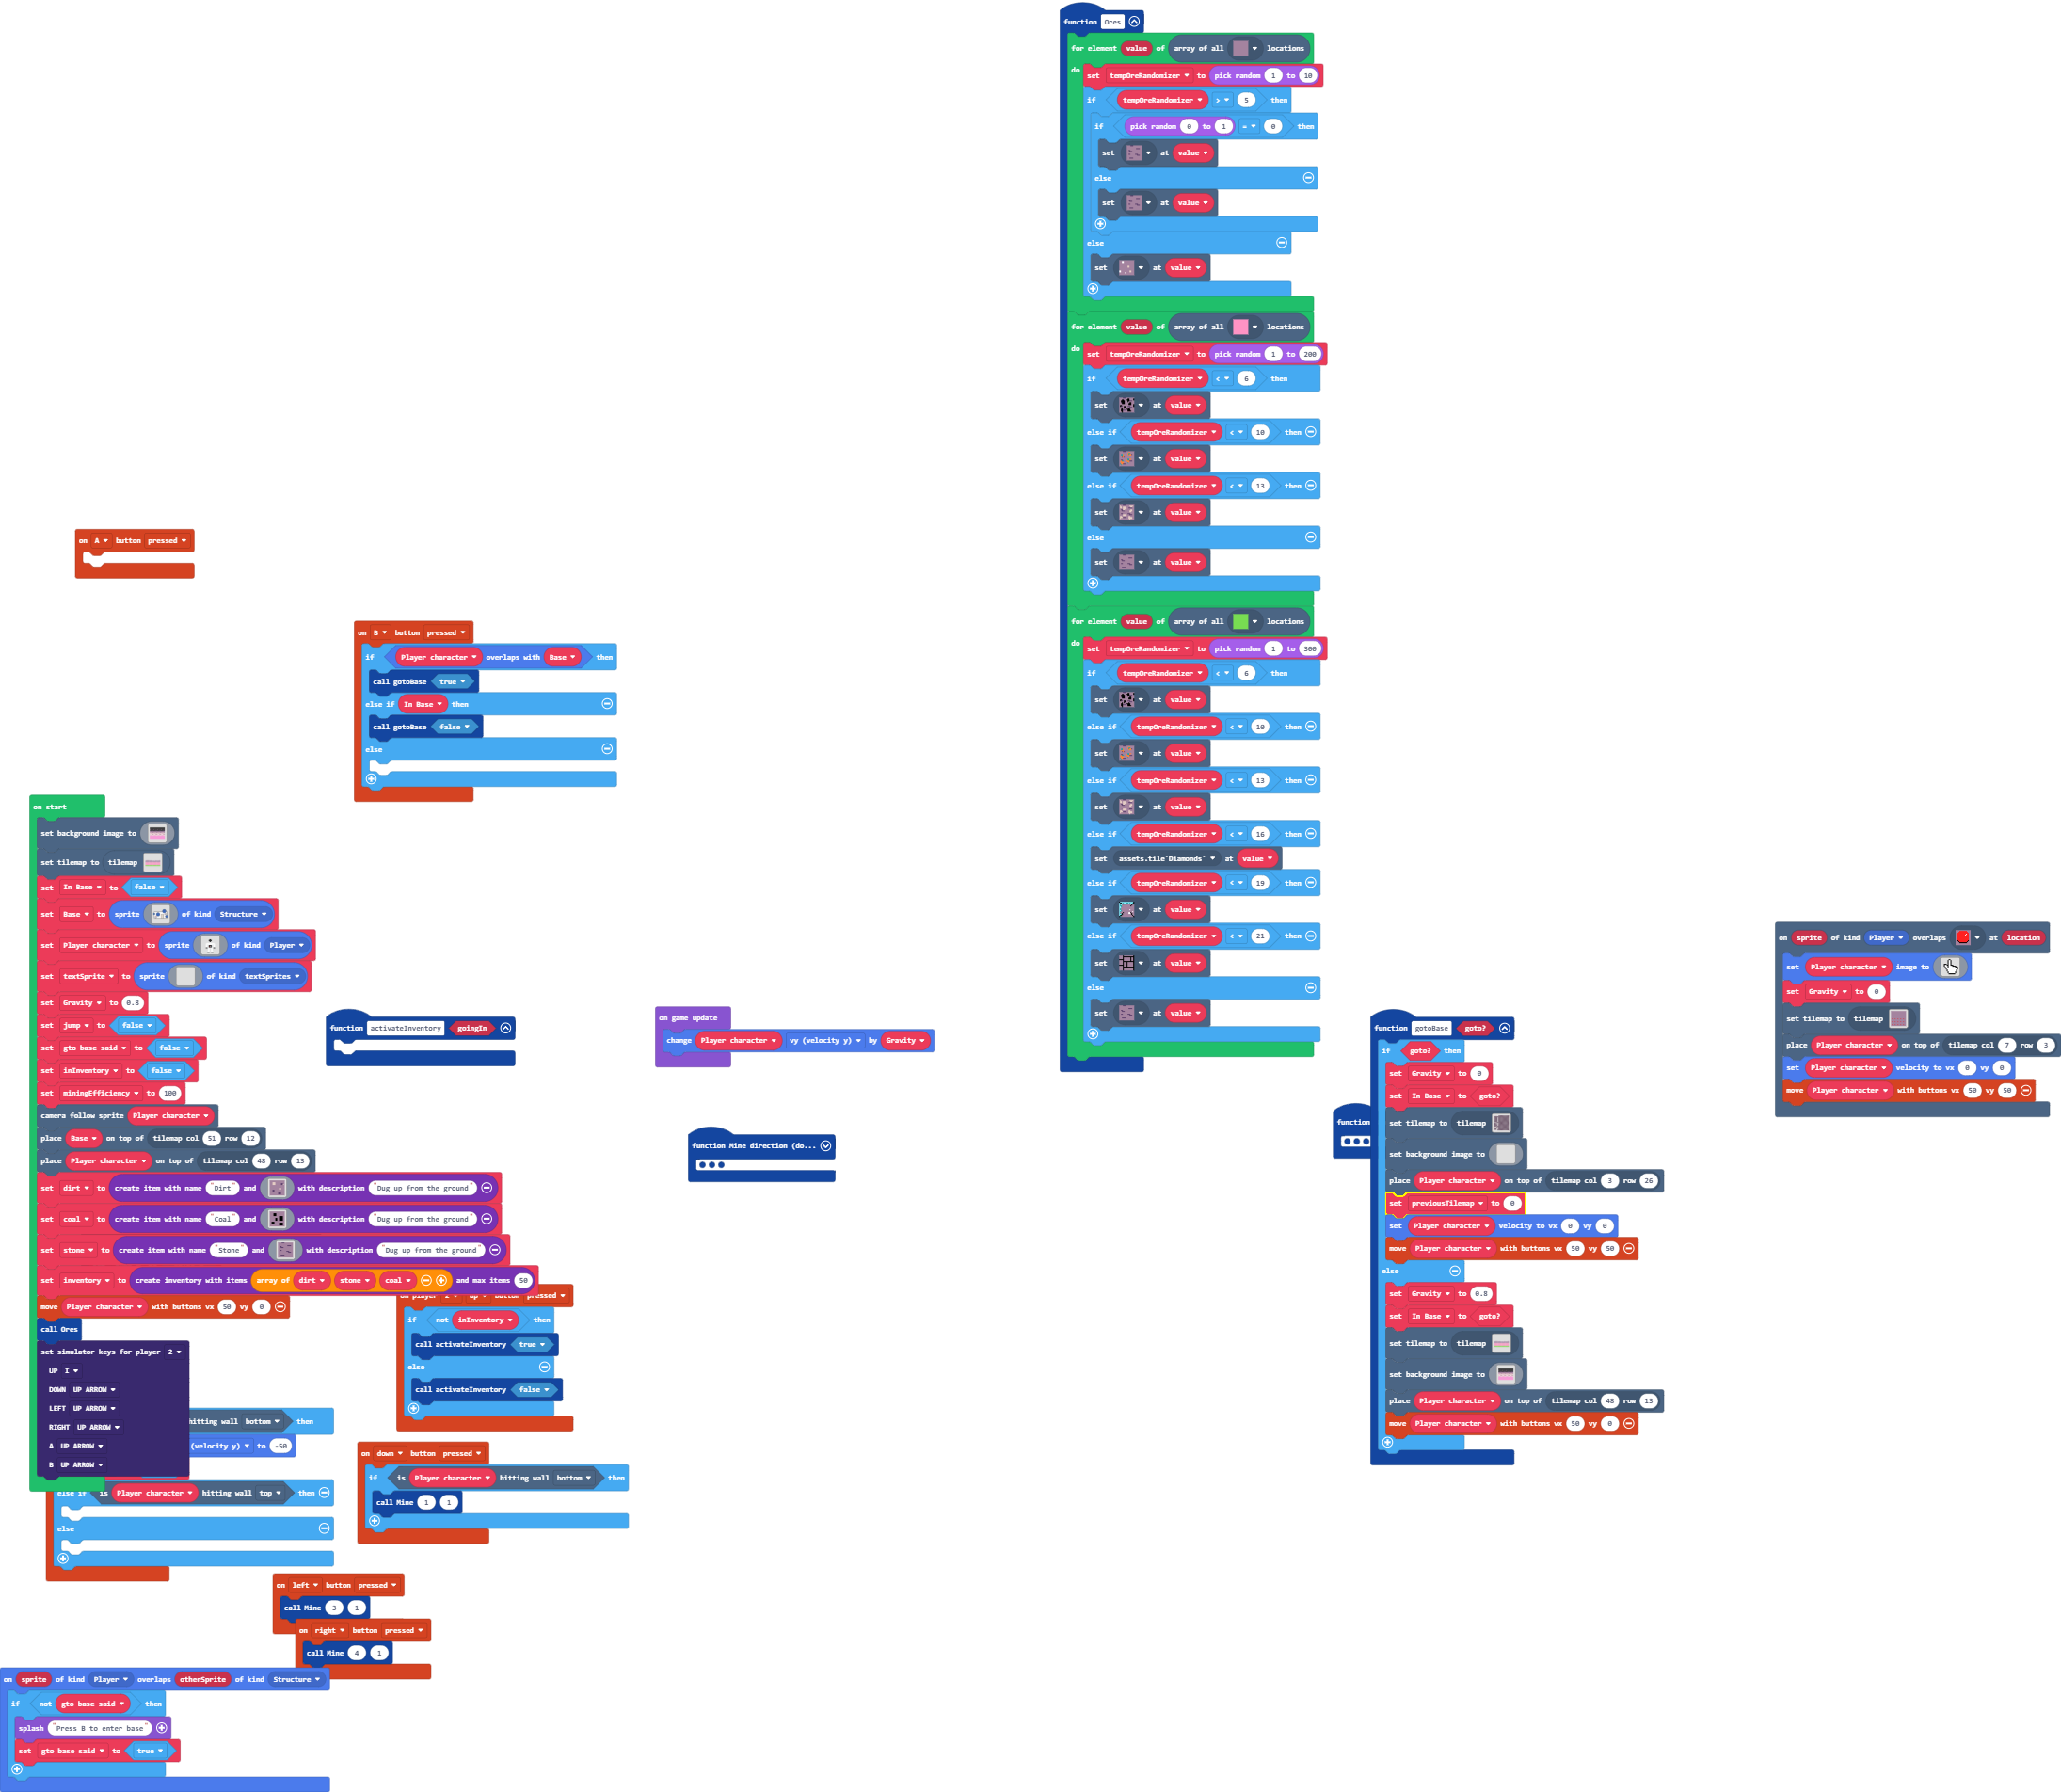 function Ores
for element value of array of all locations
do set tempOreRandomizer to pick random 1 to 10
if tempOreRandomizer > 5 then
if pick random 0 to 1 = 0 then
set at value
else
set at value
else
set at value
for element value of array of all locations
do set tempOreRandomizer to pick random 1 to 200
if tempOreRandomizer < 6 then
set at value
else if tempOreRandomizer < 10 then
set at value
else if tempOreRandomizer < 13 then
set at value
else
set at value
for element value of array of all locations
do set tempOreRandomizer to pick random 1 to 300
if tempOreRandomizer < 6 then
set at value
else if tempOreRandomizer < 10 then
set at value
else if tempOreRandomizer < 13 then
set at value
else if tempOreRandomizer < 16 then
set assets.tile`Diamonds` at value
else if tempOreRandomizer < 19 then
set at value
else if tempOreRandomizer < 21 then
set at value
else
set at value
on A button pressed
on B button pressed
if Player character overlaps with Base then
call gotoBase true
else if In Base then
call gotoBase false
else
on start
set background image to
set tilemap to tilemap
set In Base to false
set Base to sprite of kind Structure
set Player character to sprite of kind Player
set textSprite to sprite of kind textSprites
set Gravity to 0.8
set jump to false
set gto base said to false
set inInventory to false
set miningEfficiency to 100
camera follow sprite Player character
place Base on top of tilemap col 51 row 12
place Player character on top of tilemap col 48 row 13
set dirt to create item with name "Dirt" and with description "Dug up from the ground"
set coal to create item with name "Coal" and with description "Dug up from the ground"
set stone to create item with name "Stone" and with description "Dug up from the ground"
set inventory to create inventory with items array of dirt stone coal and max items 50
move Player character with buttons vx 50 vy 0
call Ores
set simulator keys for player 2
UP I
DOWN UP ARROW
LEFT UP ARROW
RIGHT UP ARROW
A UP ARROW
B UP ARROW
hitting wall bottom then
(velocity y) to -50
else if is Player character hitting wall top then
else
function activateInventory goingIn
on game update
change Player character vy (velocity y) by Gravity
function Mine direction (do...
if not inInventory then
call activateInventory true
else
call activateInventory false
on down button pressed
if is Player character hitting wall bottom then
call Mine 1 1
on left button pressed
call Mine 3 1
on right button pressed
call Mine 4 1
on sprite of kind Player overlaps otherSprite of kind Structure
if not gto base said then
splash "Press B to enter base"
set gto base said to true
function
function gotoBase goto?
if goto? then
set Gravity to 0
set In Base to goto?
set tilemap to tilemap
set background image to
place Player character on top of tilemap col 3 row 26
set previousTilemap to 0
set Player character velocity to vx 0 vy 0
move Player character with buttons vx 50 vy 50
else
set Gravity to 0.8
set In Base to goto?
set tilemap to tilemap
set background image to
place Player character on top of tilemap col 48 row 13
move Player character with buttons vx 50 vy 0
on sprite of kind Player overlaps at location
set Player character image to
set Gravity to 0
set tilemap to tilemap
place Player character on top of tilemap col 7 row 3
set Player character velocity to vx 0 vy 0
move Player character with buttons vx 50 vy 50